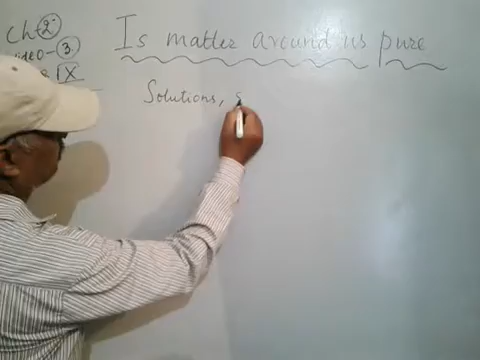 Ch 2
Video-3.
IX
Is matter around us pure
Solutions, s